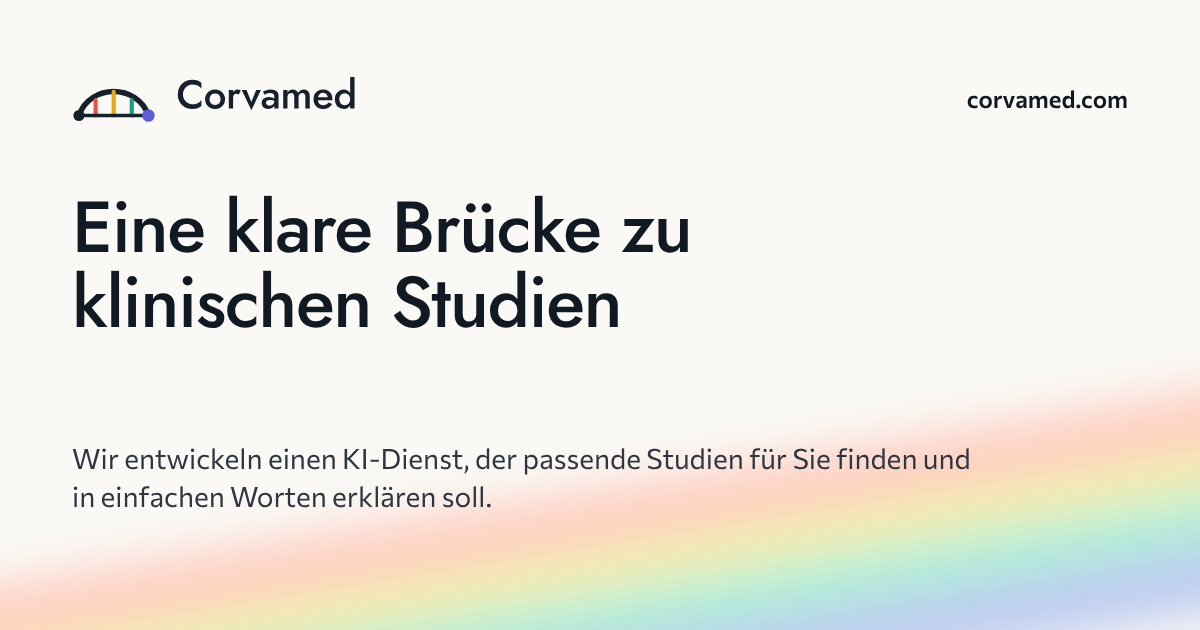 Corvamed
corvamed.com
Eine klare Brücke zu
klinischen Studien
Wir entwickeln einen KI-Dienst, der passende Studien für Sie finden und
in einfachen Worten erklären soll.